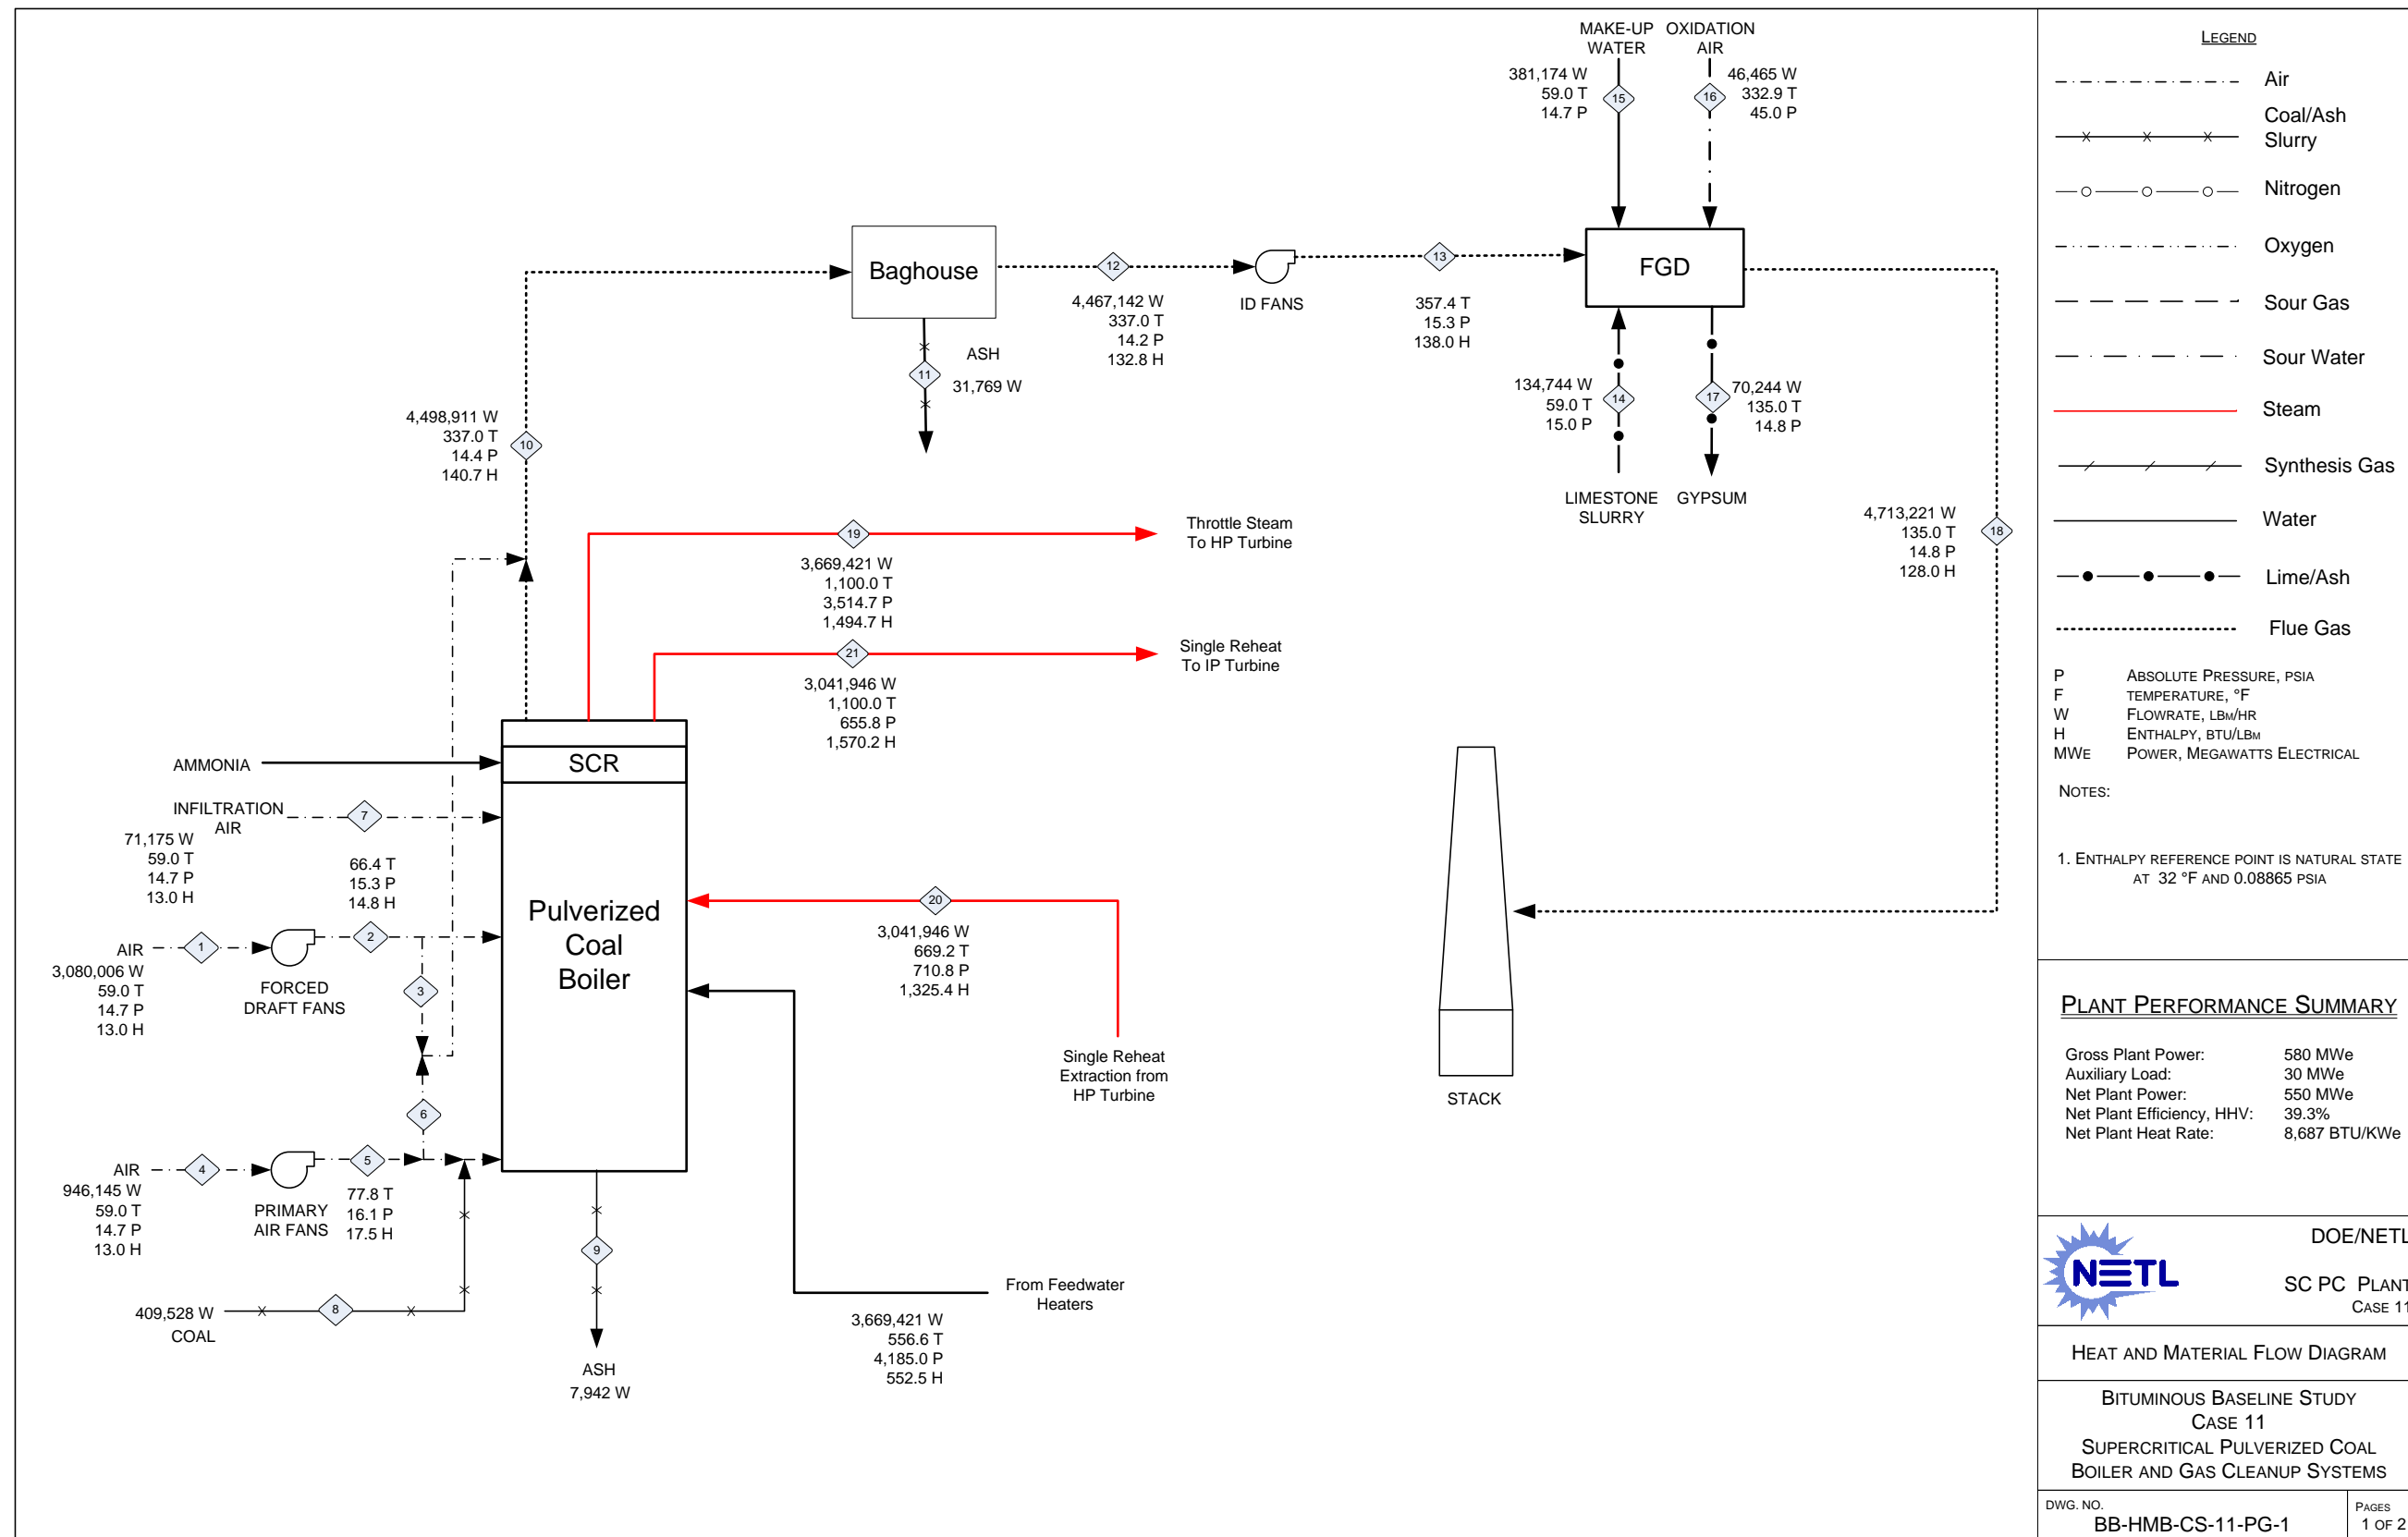 MAKE-UP
WATER
OXIDATION
AIR
381,174 W
59.0 T
14.7 P
15
16
46,465 W
332.9 T
45.0 P
Baghouse
12
4,467,142 W
337.0 T
14.2 P
132.8 H
ID FANS
13
357.4 T
15.3 P
138.0 H
FGD
ASH
31,769 W
11
134,744 W
59.0 T
15.0 P
14
17
70,244 W
135.0 T
14.8 P
LIMESTONE
SLURRY
GYPSUM
4,498,911 W
337.0 T
14.4 P
140.7 H
10
4,713,221 W
135.0 T
14.8 P
128.0 H
18
19
Throttle Steam
To HP Turbine
3,669,421 W
1,100.0 T
3,514.7 P
1,494.7 H
21
Single Reheat
To IP Turbine
3,041,946 W
1,100.0 T
655.8 P
1,570.2 H
AMMONIA
SCR
INFILTRATION
AIR
7
71,175 W
59.0 T
14.7 P
13.0 H
66.4 T
15.3 P
14.8 H
Pulverized
Coal
Boiler
AIR
1
2
3,080,006 W
59.0 T
14.7 P
13.0 H
FORCED
DRAFT FANS
3
20
3,041,946 W
669.2 T
710.8 P
1,325.4 H
Single Reheat
Extraction from
HP Turbine
STACK
6
AIR
4
5
946,145 W
59.0 T
14.7 P
13.0 H
PRIMARY
AIR FANS
77.8 T
16.1 P
17.5 H
9
409,528 W
COAL
8
ASH
7,942 W
From Feedwater
Heaters
3,669,421 W
556.6 T
4,185.0 P
552.5 H
LEGEND
Air
Coal/Ash
Slurry
Nitrogen
Oxygen
Sour Gas
Sour Water
Steam
Synthesis Gas
Water
Lime/Ash
Flue Gas
P ABSOLUTE PRESSURE, PSIA
F TEMPERATURE, °F
W FLOWRATE, LBM/HR
H ENTHALPY, BTU/LBM
MWE POWER, MEGAWATTS ELECTRICAL
NOTES:
1. ENTHALPY REFERENCE POINT IS NATURAL STATE
AT 32 °F AND 0.08865 PSIA
PLANT PERFORMANCE SUMMARY
Gross Plant Power: 580 MWe
Auxiliary Load: 30 MWe
Net Plant Power: 550 MWe
Net Plant Efficiency, HHV: 39.3%
Net Plant Heat Rate: 8,687 BTU/KWe
NETL
DOE/NETL
SC PC PLANT
CASE 11
HEAT AND MATERIAL FLOW DIAGRAM
BITUMINOUS BASELINE STUDY
CASE 11
SUPERCRITICAL PULVERIZED COAL
BOILER AND GAS CLEANUP SYSTEMS
DWG. NO.
BB-HMB-CS-11-PG-1
PAGES
1 OF 2